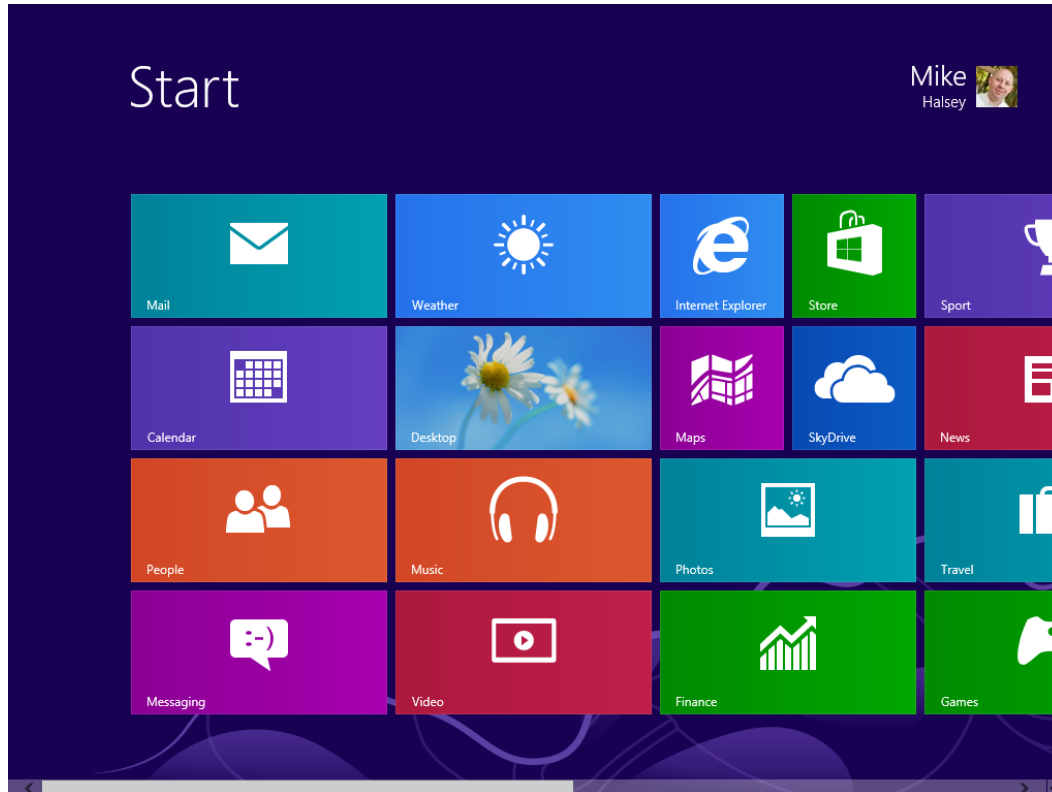 Start
Mike
Halsey
Mail
Weather
Internet Explorer
Store
Sport
Calendar
Desktop
Maps
SkyDrive
News
People
Music
Photos
Travel
:-)
Messaging
Video
Finance
Games